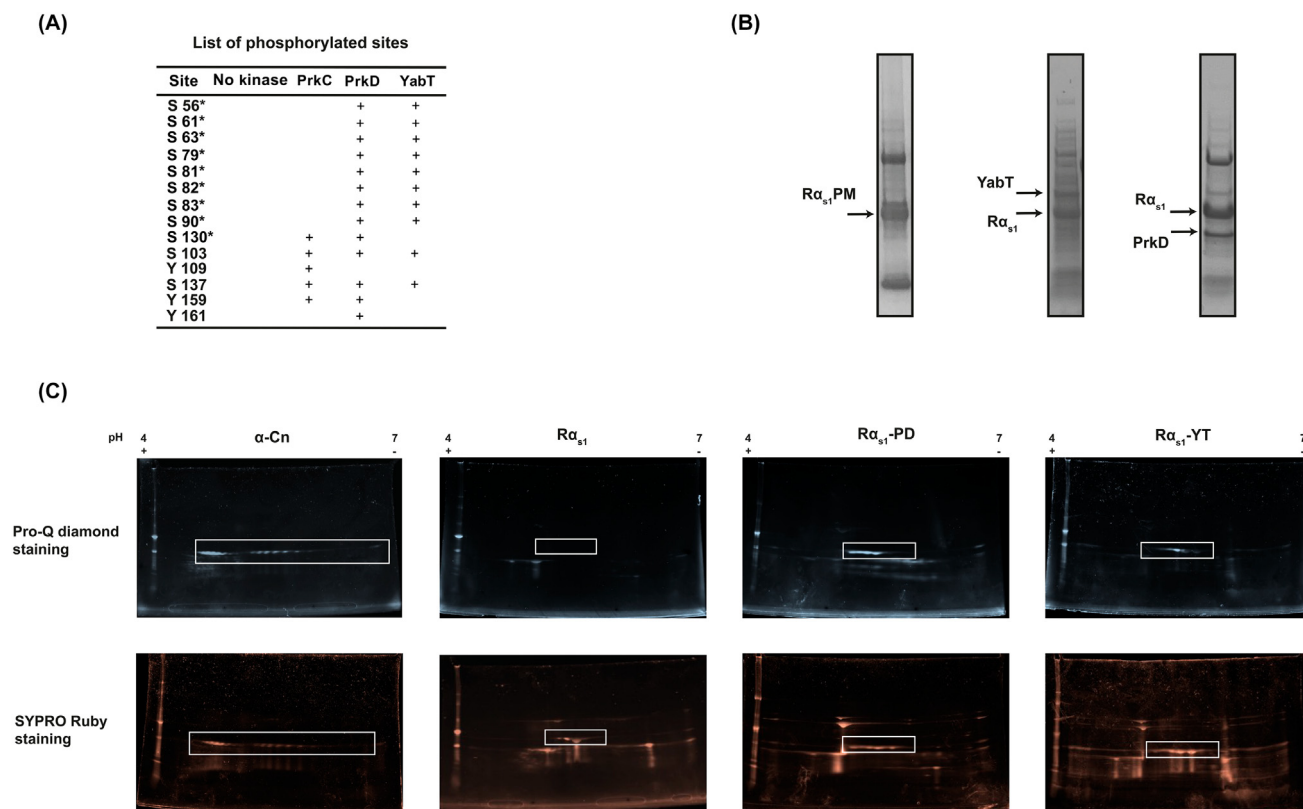 (A)
List of phosphorylated sites
Site No kinase PrkC PrkD YabT
S 56* + +
S 61* + +
S 63* + +
S 79* + +
S 81* + +
S 82* + +
S 83* + +
S 90* + +
S 130* + +
S 103 + + +
Y 109 +
S 137 + + +
Y 159 + +
Y 161 +
(B)
Rαs1PM
YabT
Rαs1
Rαs1
PrkD
(C)
pH 4 α-Cn 7 4 Rαs1 7 4 Rαs1-PD 7 4 Rαs1-YT 7
+ - + - + - + -
Pro-Q diamond
staining
SYPRO Ruby
staining